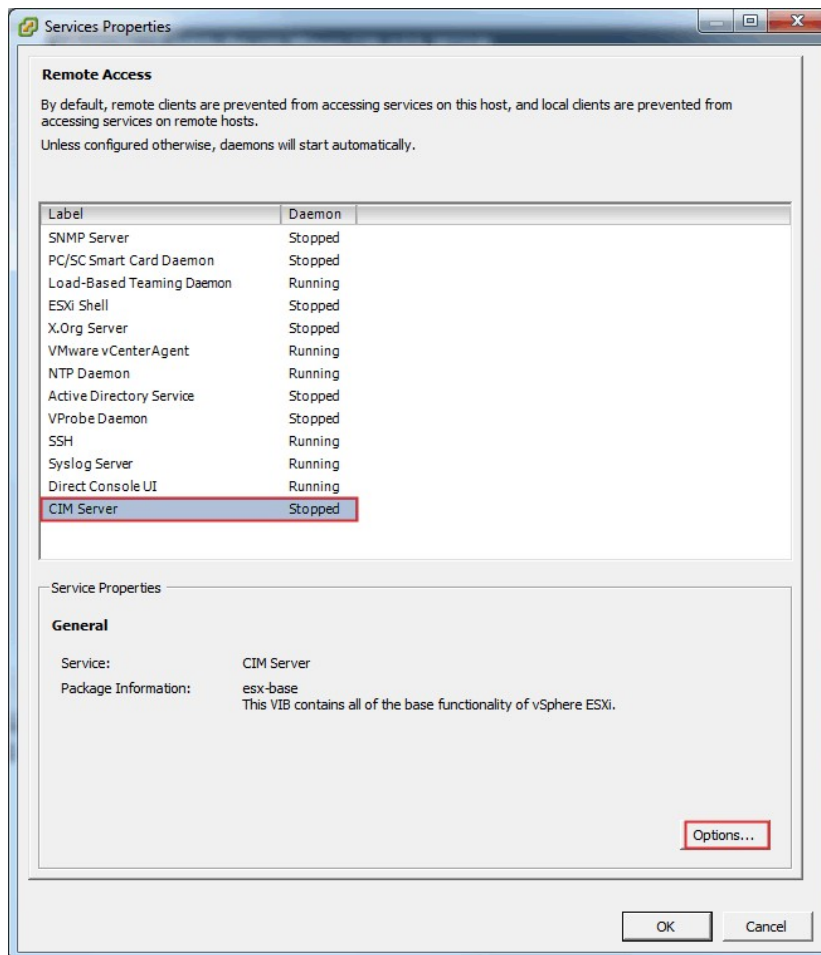 Services Properties
Remote Access
By default, remote clients are prevented from accessing services on this host, and local clients are prevented from
accessing services on remote hosts.
Unless configured otherwise, daemons will start automatically.
Label Daemon
SNMP Server Stopped
PC/SC Smart Card Daemon Stopped
Load-Based Teaming Daemon Running
ESXi Shell Stopped
X.Org Server Stopped
VMware vCenterAgent Running
NTP Daemon Running
Active Directory Service Stopped
VProbe Daemon Stopped
SSH Running
Syslog Server Running
Direct Console UI Running
CIM Server Stopped
Service Properties
General
Service: CIM Server
Package Information: esx-base
This VIB contains all of the base functionality of vSphere ESXi.
Options...
OK Cancel